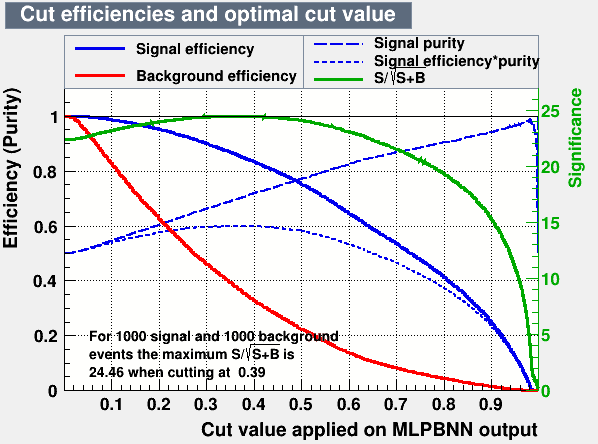 Cut efficiencies and optimal cut value
Signal efficiency
Background efficiency
Signal purity
Signal efficiency*purity
S/√S+B
Efficiency (Purity)
1
0.8
0.6
0.4
0.2
0
25
20
15
10
5
0
Significance
For 1000 signal and 1000 background
events the maximum S/√S+B is
24.46 when cutting at 0.39
0.1 0.2 0.3 0.4 0.5 0.6 0.7 0.8 0.9
Cut value applied on MLPBNN output